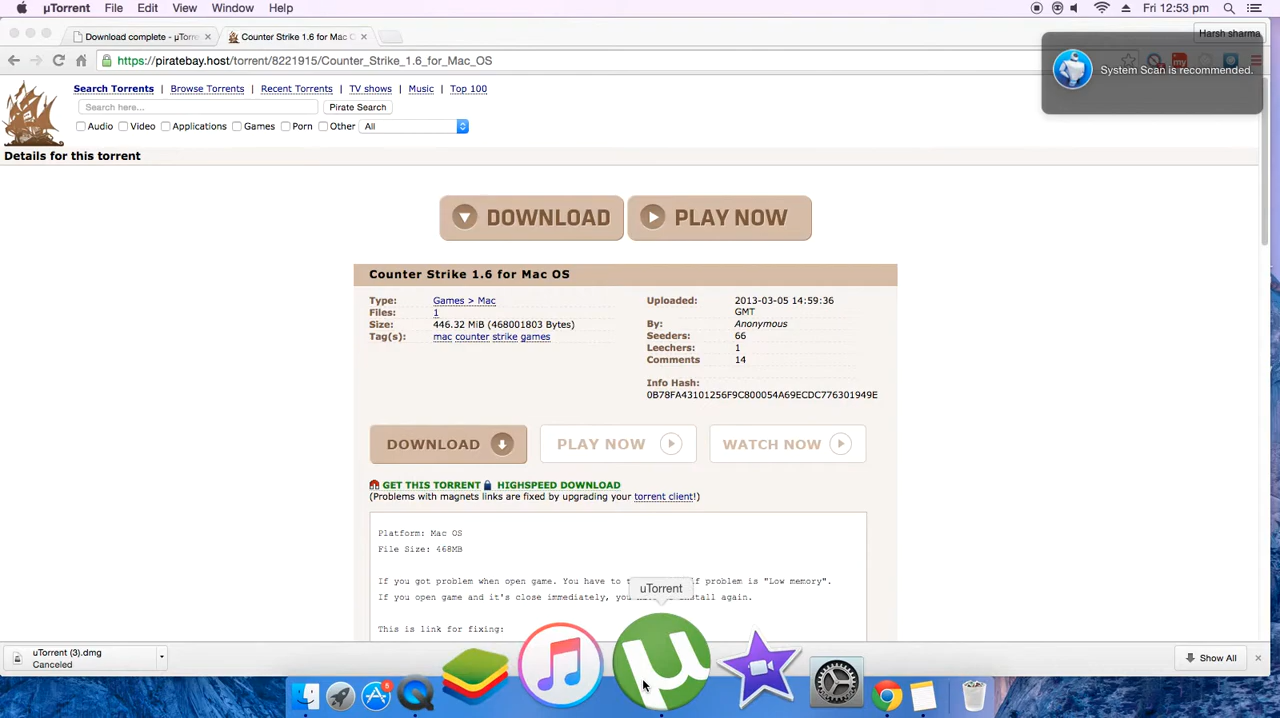 µTorrent File Edit View Window Help Fri 12:53 pm
Download complete - µTorre Counter Strike 1.6 for Mac O Harsh sharma
https://piratebay.host/torrent/8221915/Counter_Strike_1.6_for_Mac_OS
System Scan is recommended.
Search Torrents | Browse Torrents | Recent Torrents | TV shows | Music | Top 100
Search here... Pirate Search
Audio Video Applications Games Porn Other All
Details for this torrent
DOWNLOAD PLAY NOW
Counter Strike 1.6 for Mac OS
Type: Games > Mac
Files: 1
Size: 446.32 MiB (468001803 Bytes)
Tag(s): mac counter strike games
Uploaded: 2013-03-05 14:59:36
GMT
By: Anonymous
Seeders: 66
Leechers: 1
Comments 14
Info Hash:
0B78FA43101256F9C800054A69ECDC776301949E
DOWNLOAD PLAY NOW WATCH NOW
GET THIS TORRENT HIGHSPEED DOWNLOAD
(Problems with magnets links are fixed by upgrading your torrent client!)
Platform: Mac OS
File Size: 468MB
If you got problem when open game. You have to if problem is "Low memory".
If you open game and it's close immediately, you install again.
This is link for fixing:
uTorrent
uTorrent (3).dmg
Canceled
Show All